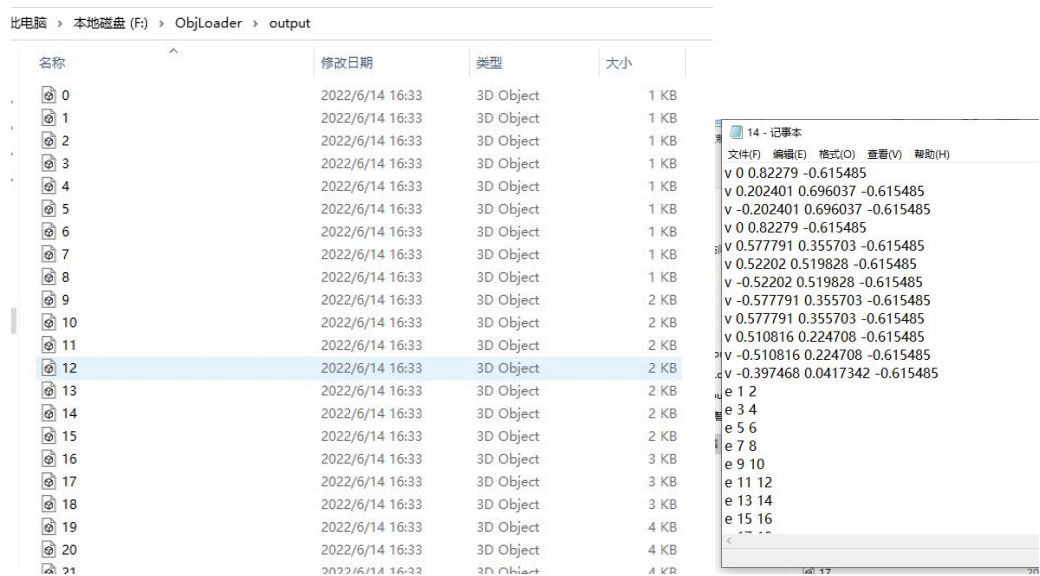 此电脑 › 本地磁盘 (F:) › ObjLoader › output
名称 修改日期 类型 大小
0 2022/6/14 16:33 3D Object 1 KB
1 2022/6/14 16:33 3D Object 1 KB
2 2022/6/14 16:33 3D Object 1 KB
3 2022/6/14 16:33 3D Object 1 KB
4 2022/6/14 16:33 3D Object 1 KB
5 2022/6/14 16:33 3D Object 1 KB
6 2022/6/14 16:33 3D Object 1 KB
7 2022/6/14 16:33 3D Object 1 KB
8 2022/6/14 16:33 3D Object 1 KB
9 2022/6/14 16:33 3D Object 2 KB
10 2022/6/14 16:33 3D Object 2 KB
11 2022/6/14 16:33 3D Object 2 KB
12 2022/6/14 16:33 3D Object 2 KB
13 2022/6/14 16:33 3D Object 2 KB
14 2022/6/14 16:33 3D Object 2 KB
15 2022/6/14 16:33 3D Object 2 KB
16 2022/6/14 16:33 3D Object 3 KB
17 2022/6/14 16:33 3D Object 3 KB
18 2022/6/14 16:33 3D Object 3 KB
19 2022/6/14 16:33 3D Object 4 KB
20 2022/6/14 16:33 3D Object 4 KB
21 2022/6/14 16:33 3D Object 4 KB
14 - 记事本
文件(F) 编辑(E) 格式(O) 查看(V) 帮助(H)
v 0 0.82279 -0.615485
v 0.202401 0.696037 -0.615485
v -0.202401 0.696037 -0.615485
v 0 0.82279 -0.615485
v 0.577791 0.355703 -0.615485
v 0.52202 0.519828 -0.615485
v -0.52202 0.519828 -0.615485
v -0.577791 0.355703 -0.615485
v 0.577791 0.355703 -0.615485
v 0.510816 0.224708 -0.615485
v -0.510816 0.224708 -0.615485
v -0.397468 0.0417342 -0.615485
e 1 2
e 3 4
e 5 6
e 7 8
e 9 10
e 11 12
e 13 14
e 15 16
17